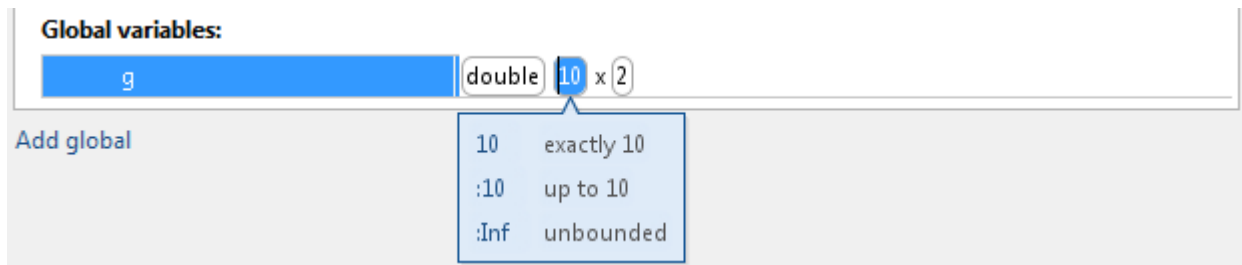 Global variables:
g double 10 x 2
Add global
10 exactly 10
:10 up to 10
:Inf unbounded